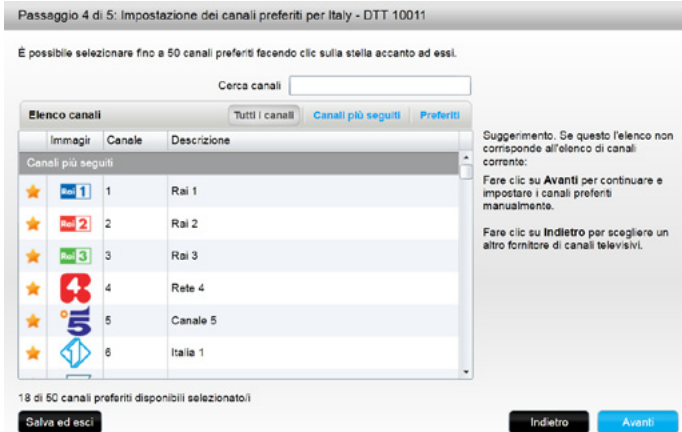 Passaggio 4 di 5: Impostazione dei canali preferiti per Italy - DTT 10011
È possibile selezionare fino a 50 canali preferiti facendo clic sulla stella accanto ad essi.
Cerca canali
Elenco canali Tutti i canali Canali più seguiti Preferiti
Immagir Canale Descrizione
Canali più seguiti
Rai 1 1 Rai 1
Rai 2 2 Rai 2
Rai 3 3 Rai 3
4 4 Rete 4
5 5 Canale 5
1 6 Italia 1
Suggerimento. Se questo l'elenco non
corrisponde all'elenco di canali
corrente:
Fare clic su Avanti per continuare e
impostare i canali preferiti
manualmente.
Fare clic su Indietro per scegliere un
altro fornitore di canali televisivi.
18 di 50 canali preferiti disponibili selezionato/i
Salva ed esci Indietro Avanti